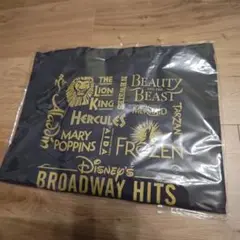 THE
LION
KING
NEWSIES
BEAUTY
AND THE
BEAST
Aladdin
HERCULES
AIDA
TARZAN
MARY
POPPINS
FROZEN
DISNEY'S
BROADWAY HITS